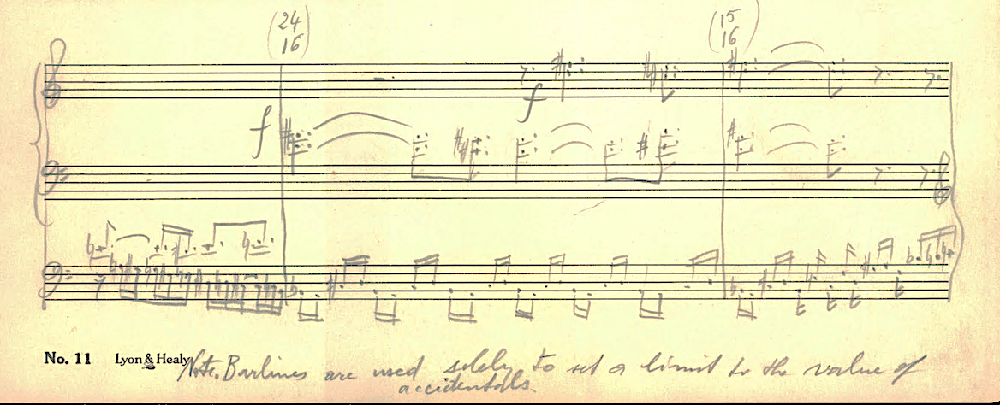 (24 (15
16) 16)
f
f
No. 11 Lyon & Healy Note. Barlines are used solely to set a limit to the value of
accidentals.